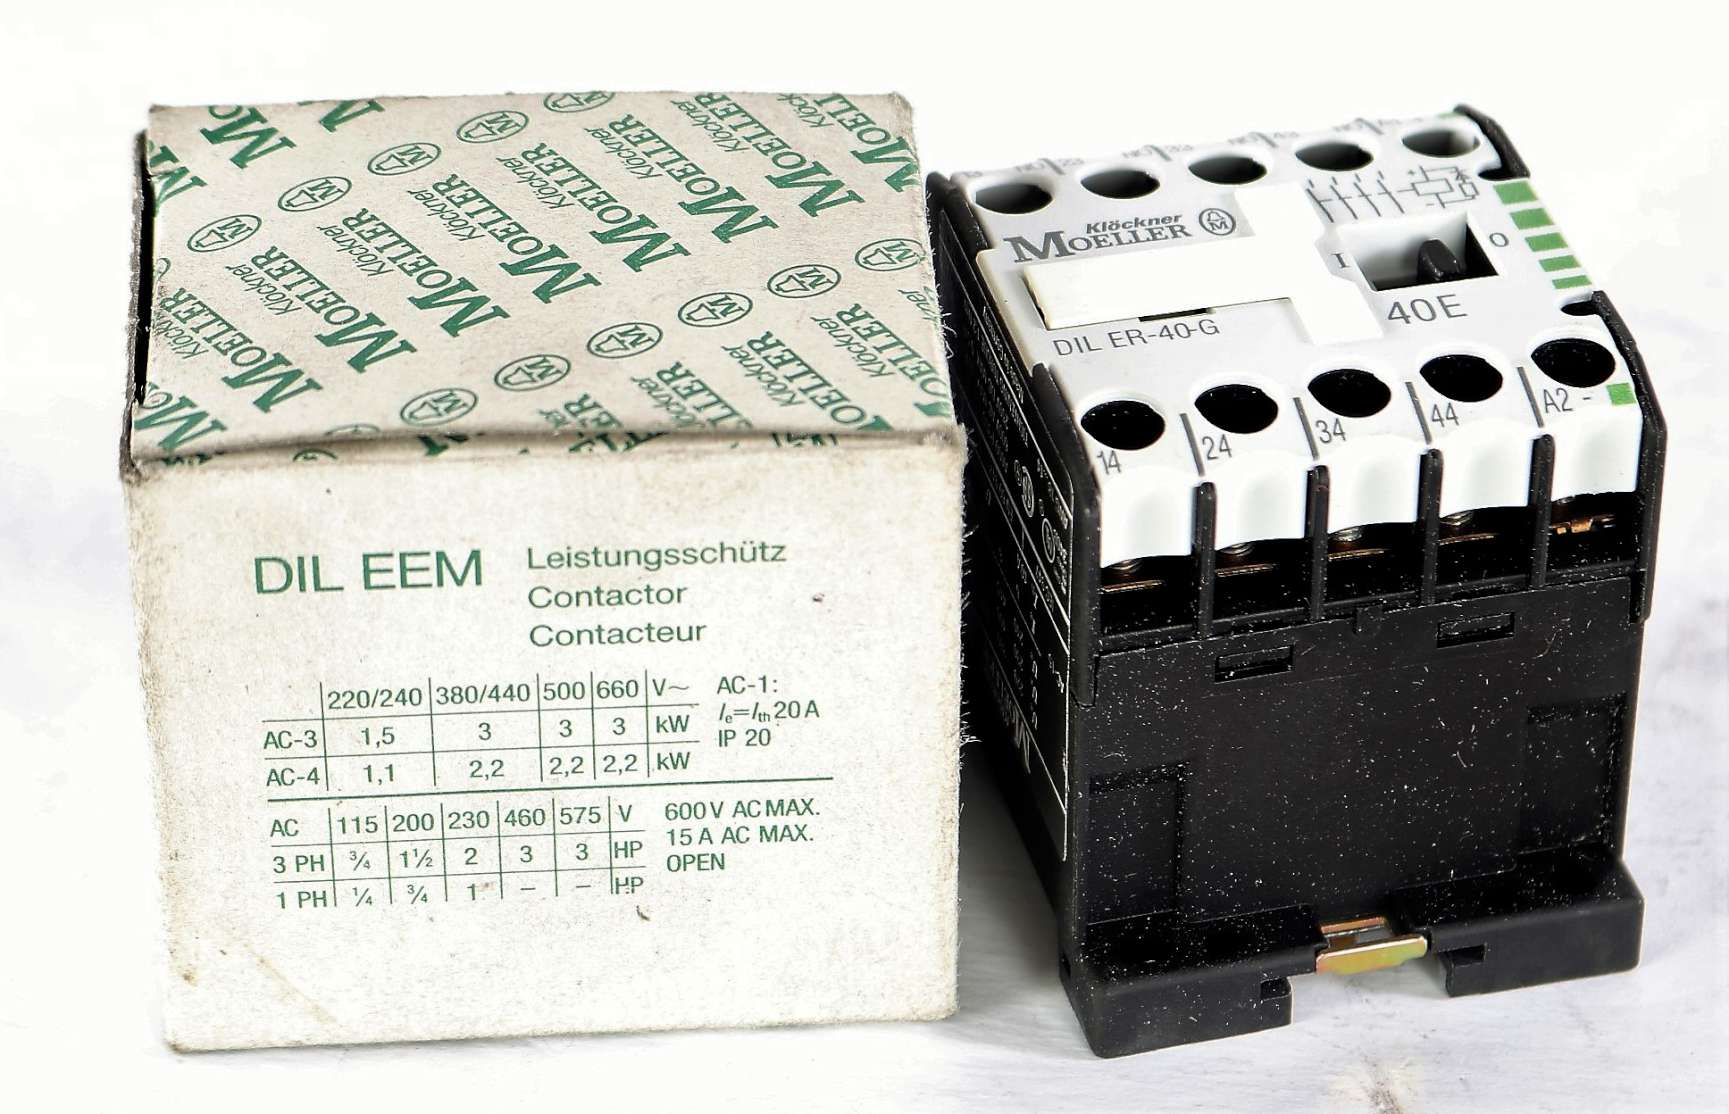 Klöckner
MOELLER
DIL EEM
Leistungsschütz
Contactor
Contacteur
220/240 380/440 500 660 V~
AC-3 1,5 3 3 3 kW
AC-4 1,1 2,2 2,2 2,2 kW
AC-1:
Ie=Ith 20 A
IP 20
AC 115 200 230 460 575 V
3 PH ¾ 1½ 2 3 3 HP
1 PH ¼ ¾ 1 – – HP
600 V AC MAX.
15 A AC MAX.
OPEN
Klöckner
MOELLER M
I O
DIL ER-40-G
40E
14 24 34 44 A2 -